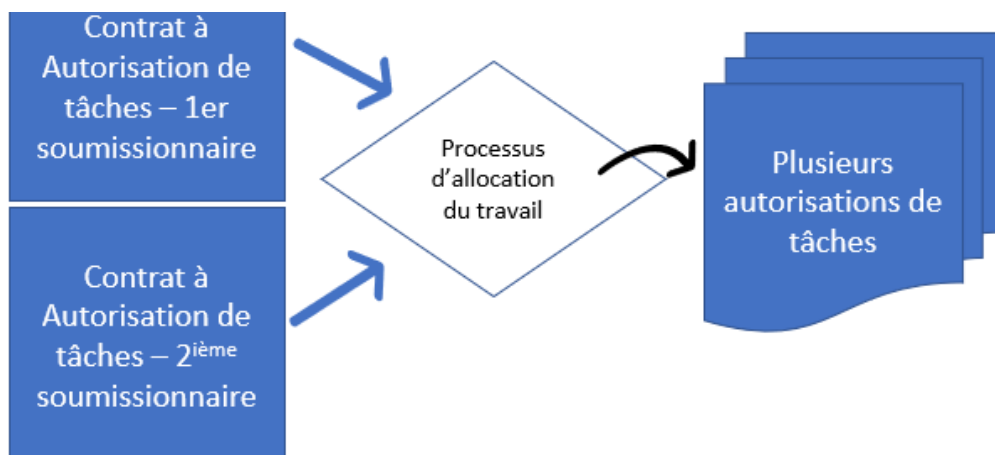 Contrat à
Autorisation de
tâches – 1er
soumissionnaire
Contrat à
Autorisation de
tâches – 2ième
soumissionnaire
Processus
d’allocation
du travail
Plusieurs
autorisations de
tâches